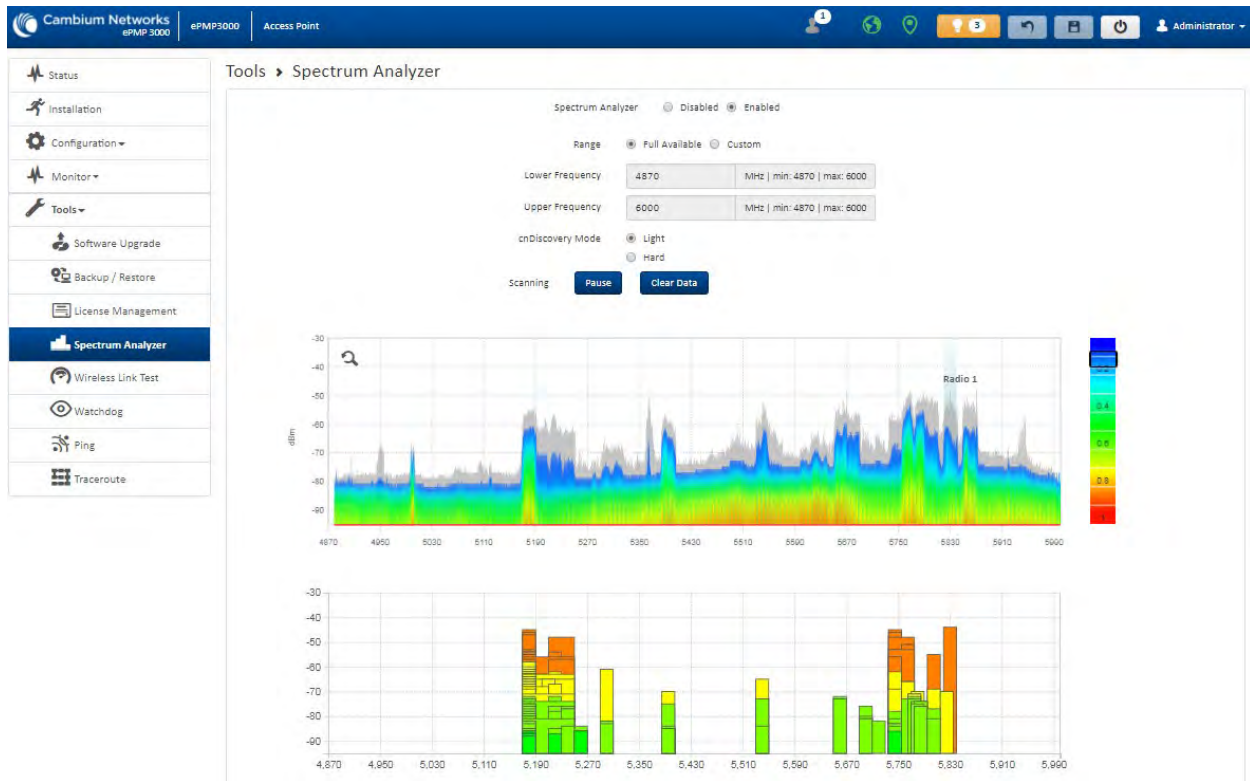 Cambium Networks
ePMP 3000
ePMP3000
Access Point
1
3
Administrator
Status
Installation
Configuration
Monitor
Tools
Software Upgrade
Backup / Restore
License Management
Spectrum Analyzer
Wireless Link Test
Watchdog
Ping
Traceroute
Tools > Spectrum Analyzer
Spectrum Analyzer Disabled Enabled
Range Full Available Custom
Lower Frequency 4870 MHz | min: 4870 | max: 6000
Upper Frequency 6000 MHz | min: 4870 | max: 6000
cnDiscovery Mode Light
Hard
Scanning Pause Clear Data
-30
-40
-50
-60
-70
-80
-90
dBm
Radio 1
0.4
0.6
0.8
1
4870 4950 5030 5110 5190 5270 5350 5430 5510 5590 5670 5750 5830 5910 5990
-30
-40
-50
-60
-70
-80
-90
4,870 4,950 5,030 5,110 5,190 5,270 5,350 5,430 5,510 5,590 5,670 5,750 5,830 5,910 5,990